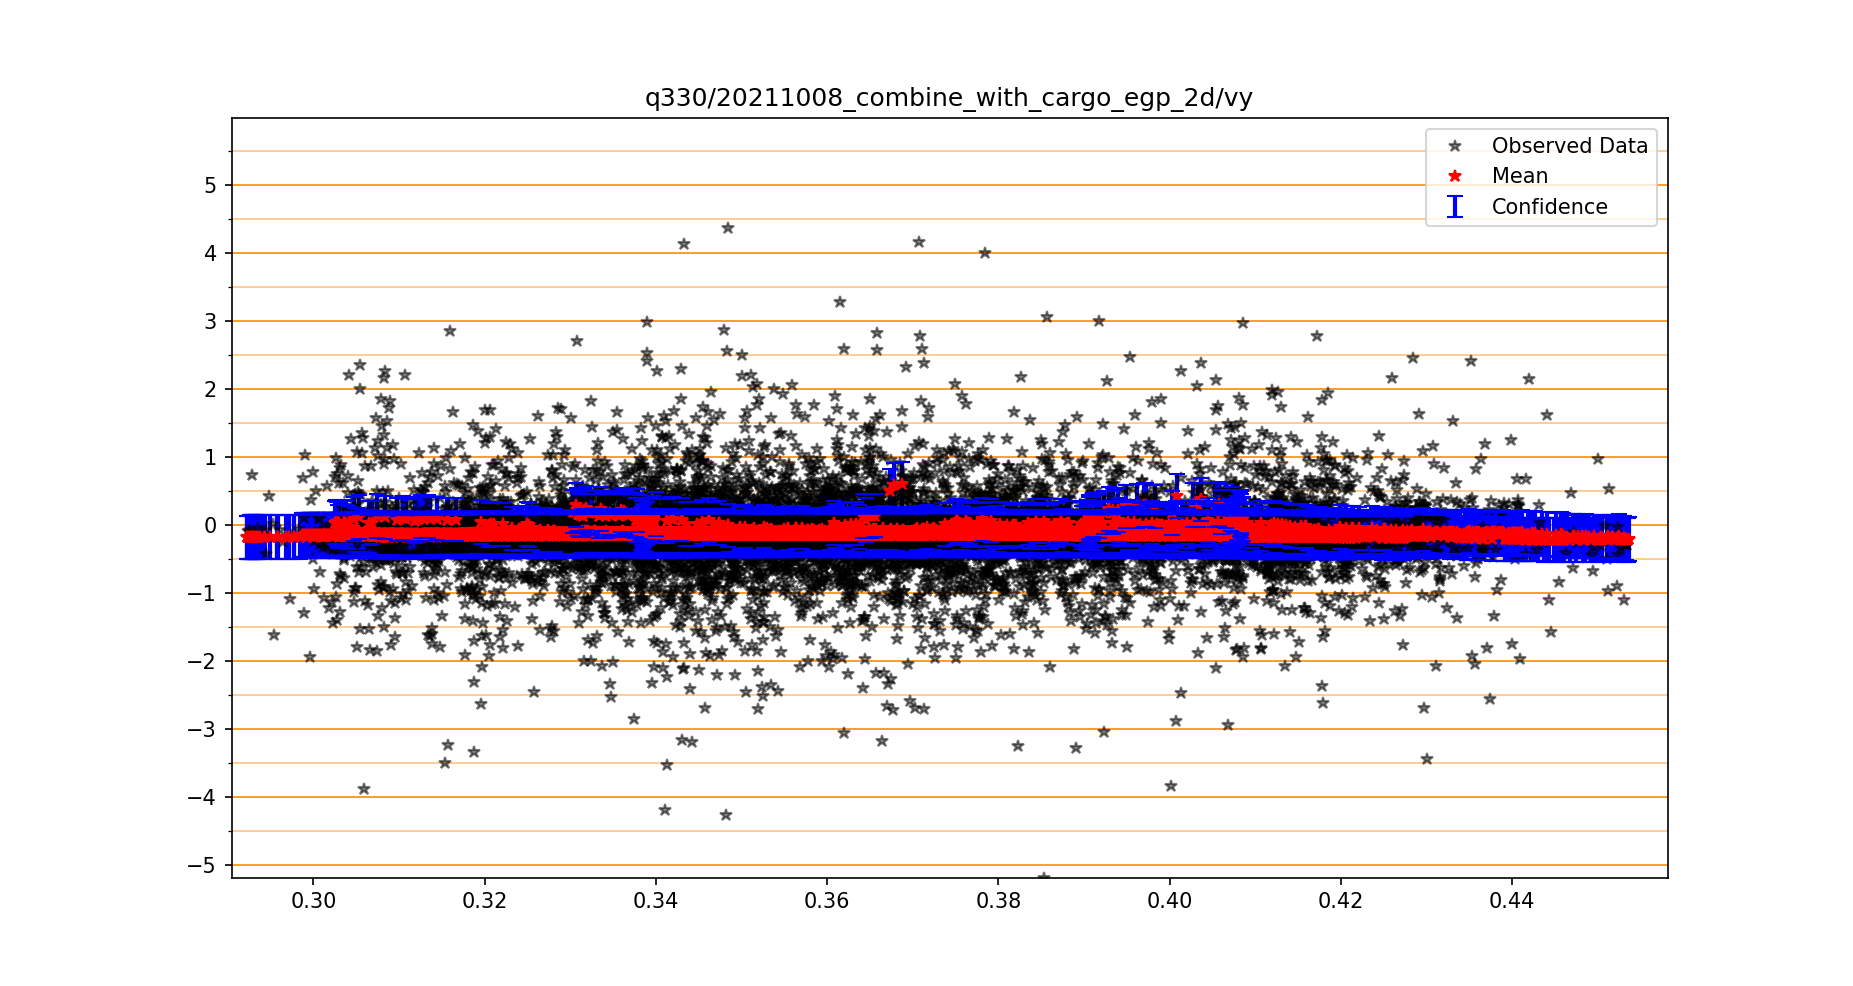 q330/20211008_combine_with_cargo_egp_2d/vy
Observed Data
Mean
Confidence
5
4
3
2
1
0
−1
−2
−3
−4
−5
0.30 0.32 0.34 0.36 0.38 0.40 0.42 0.44